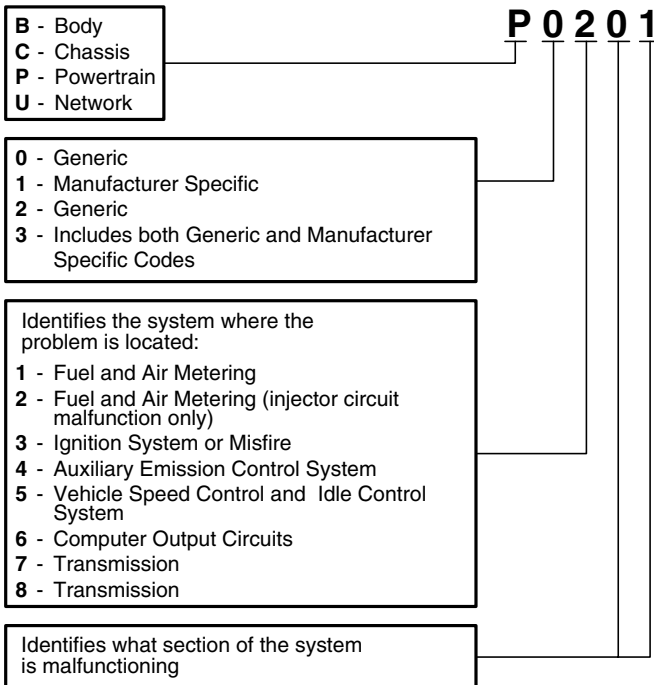 P 0 2 0 1
B - Body
C - Chassis
P - Powertrain
U - Network
0 - Generic
1 - Manufacturer Specific
2 - Generic
3 - Includes both Generic and Manufacturer
Specific Codes
Identifies the system where the
problem is located:
1 - Fuel and Air Metering
2 - Fuel and Air Metering (injector circuit
malfunction only)
3 - Ignition System or Misfire
4 - Auxiliary Emission Control System
5 - Vehicle Speed Control and Idle Control
System
6 - Computer Output Circuits
7 - Transmission
8 - Transmission
Identifies what section of the system
is malfunctioning